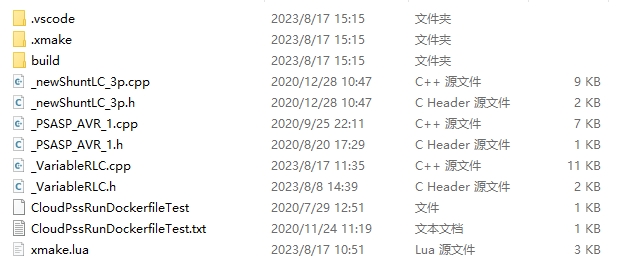 .vscode 2023/8/17 15:15 文件夹
.xmake 2023/8/17 15:15 文件夹
build 2023/8/17 15:15 文件夹
_newShuntLC_3p.cpp 2020/12/28 10:47 C++ 源文件 9 KB
_newShuntLC_3p.h 2020/12/28 10:47 C Header 源文件 2 KB
_PSASP_AVR_1.cpp 2020/9/25 22:11 C++ 源文件 7 KB
_PSASP_AVR_1.h 2020/8/20 17:29 C Header 源文件 1 KB
_VariableRLC.cpp 2023/8/17 11:35 C++ 源文件 11 KB
_VariableRLC.h 2023/8/8 14:39 C Header 源文件 2 KB
CloudPssRunDockerfileTest 2020/7/29 12:51 文件 1 KB
CloudPssRunDockerfileTest.txt 2020/11/24 11:19 文本文档 1 KB
xmake.lua 2023/8/17 10:51 Lua 源文件 3 KB